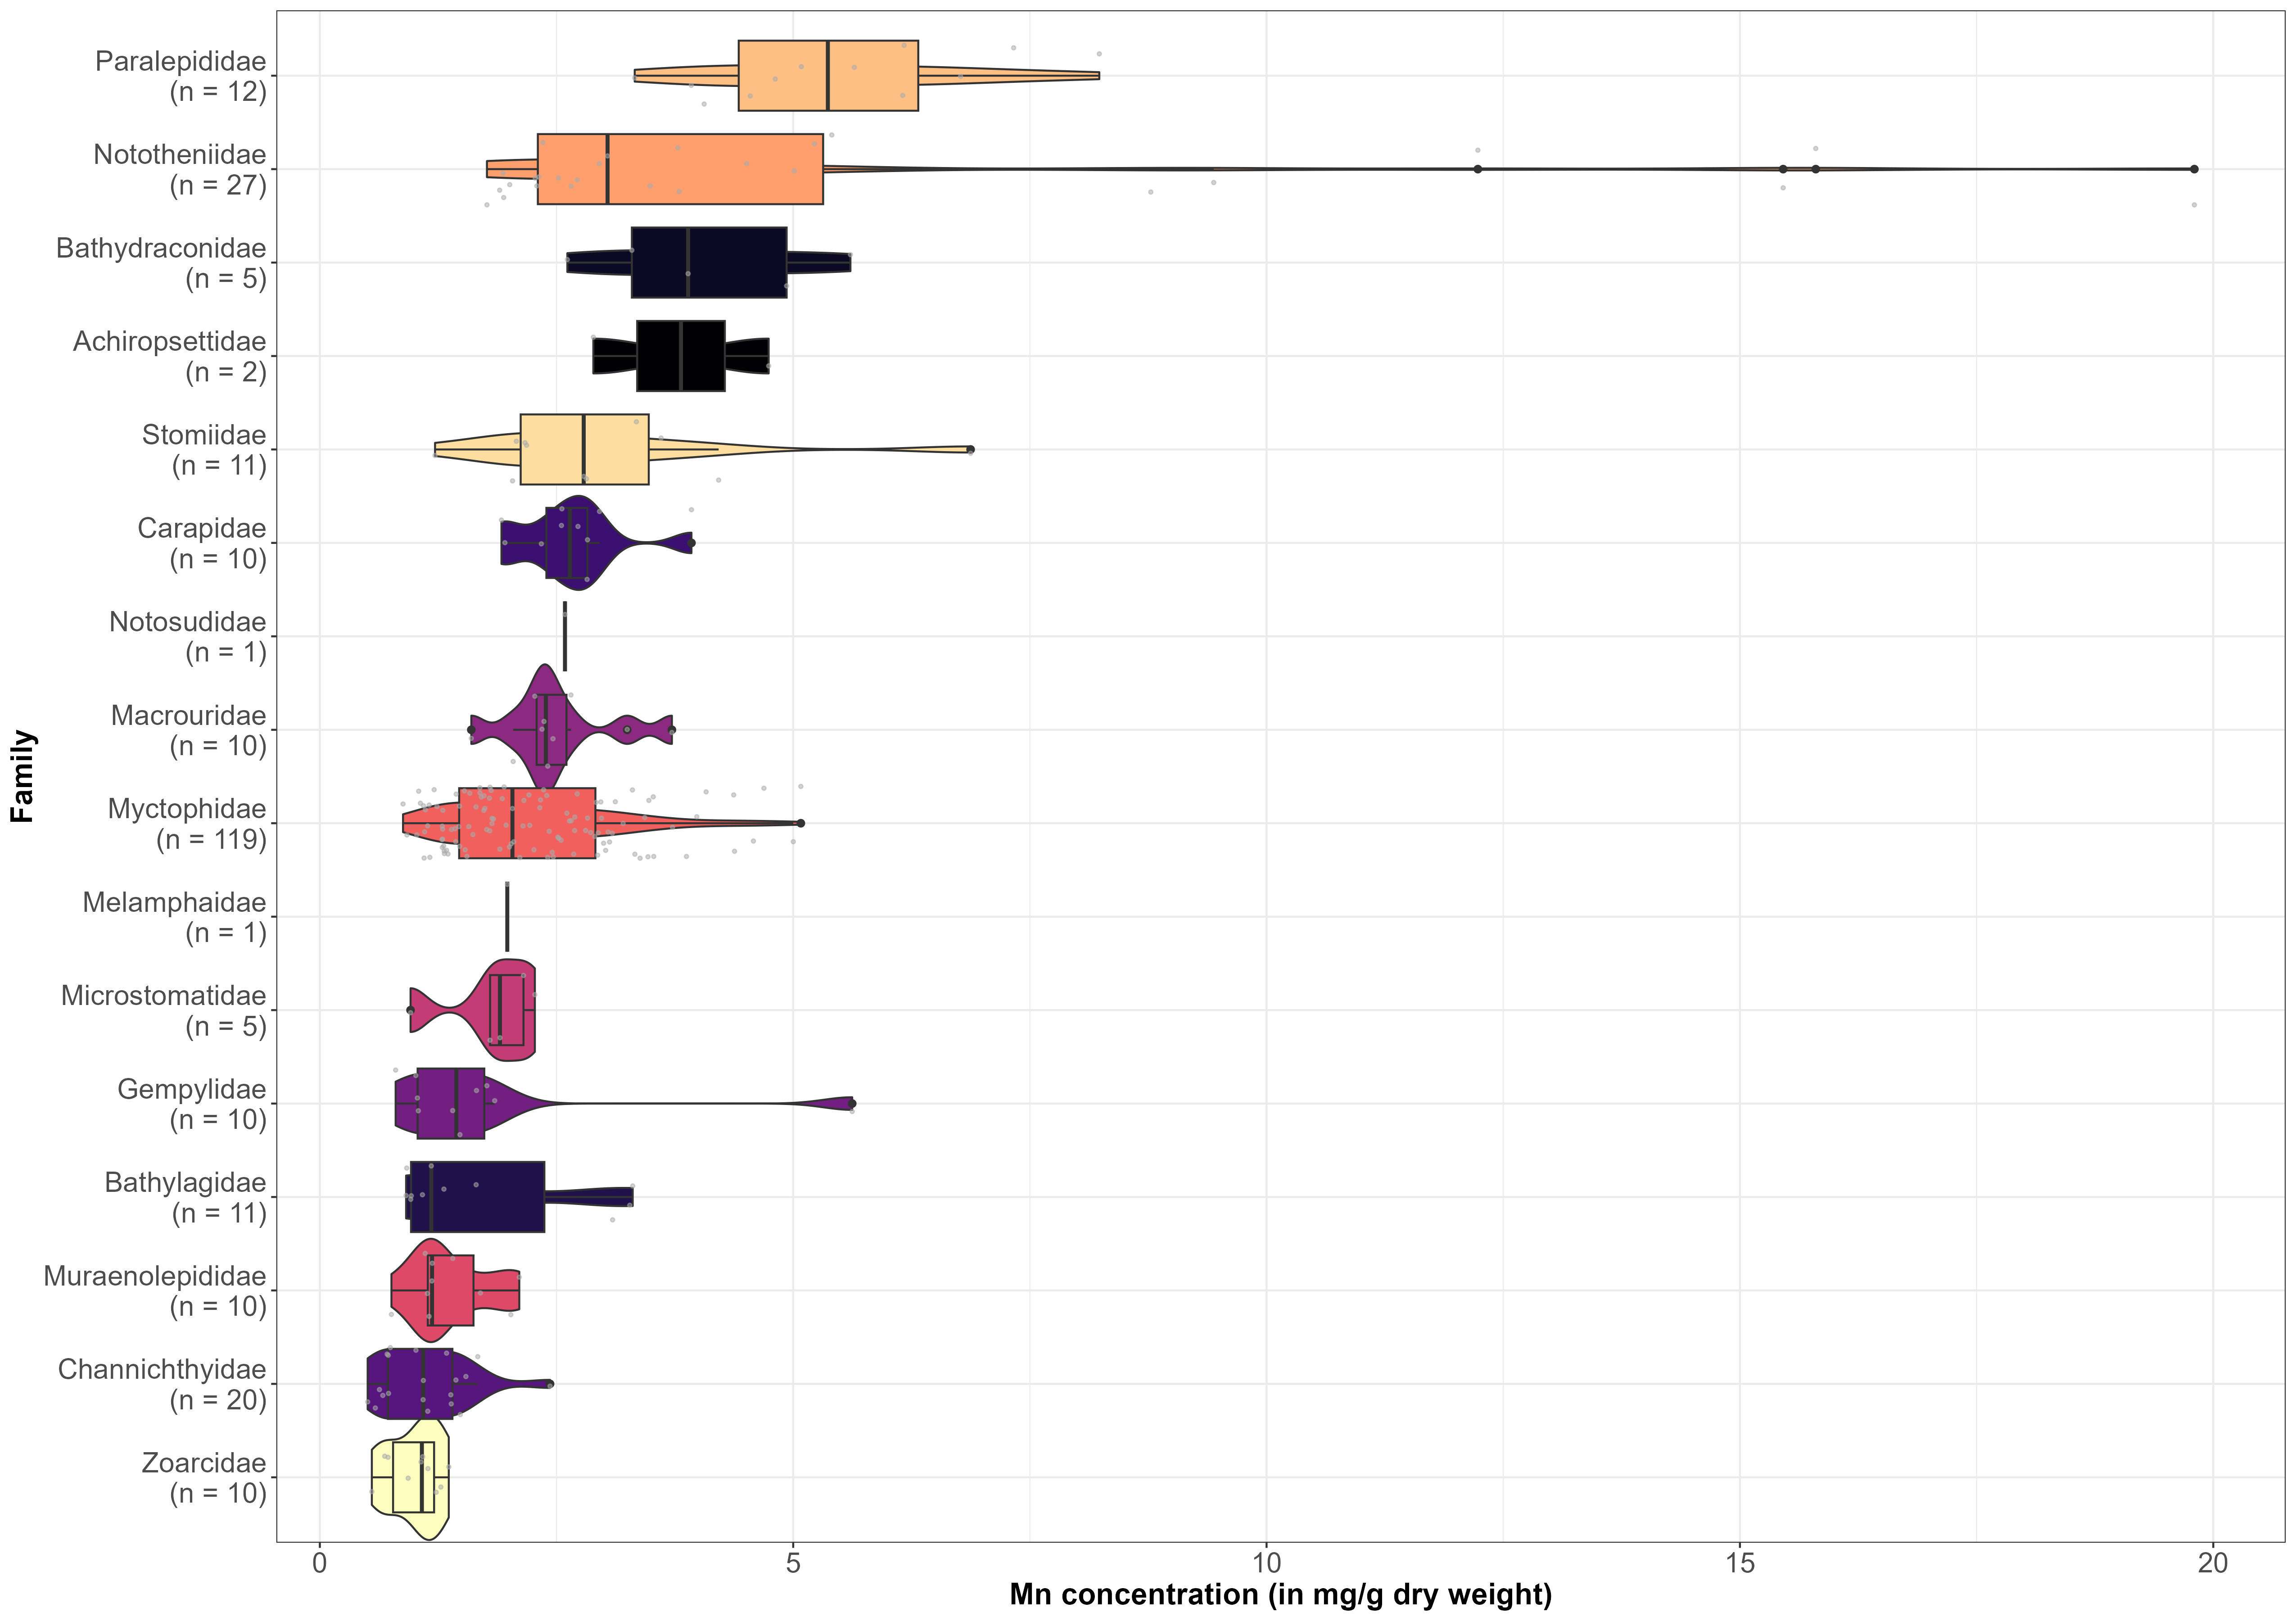 Paralepididae
(n = 12)
Nototheniidae
(n = 27)
Bathydraconidae
(n = 5)
Achiropsettidae
(n = 2)
Stomiidae
(n = 11)
Carapidae
(n = 10)
Notosudidae
(n = 1)
Macrouridae
(n = 10)
Myctophidae
(n = 119)
Melamphaidae
(n = 1)
Microstomatidae
(n = 5)
Gempylidae
(n = 10)
Bathylagidae
(n = 11)
Muraenolepididae
(n = 10)
Channichthyidae
(n = 20)
Zoarcidae
(n = 10)
Family
0 5 10 15 20
Mn concentration (in mg/g dry weight)